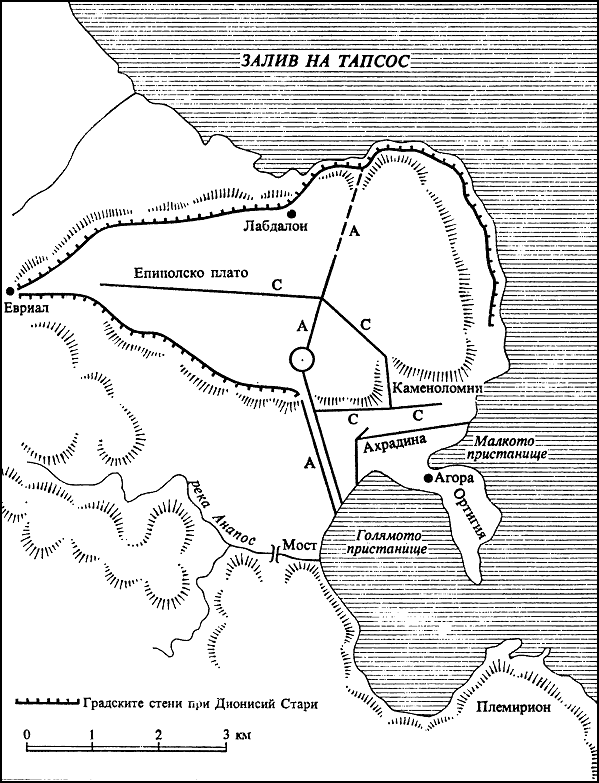 ЗАЛИВ НА ТАПСОС
Лабдалон
А
Епиполско плато
С
Евриал
А
С
Каменоломни
С
С
Ахрадина
Малкото
пристанище
А
Агора
Ортигия
река Анапос
Мост
Голямото
пристанище
Градските стени при Дионисий Стари
Племирион
0 1 2 3 км